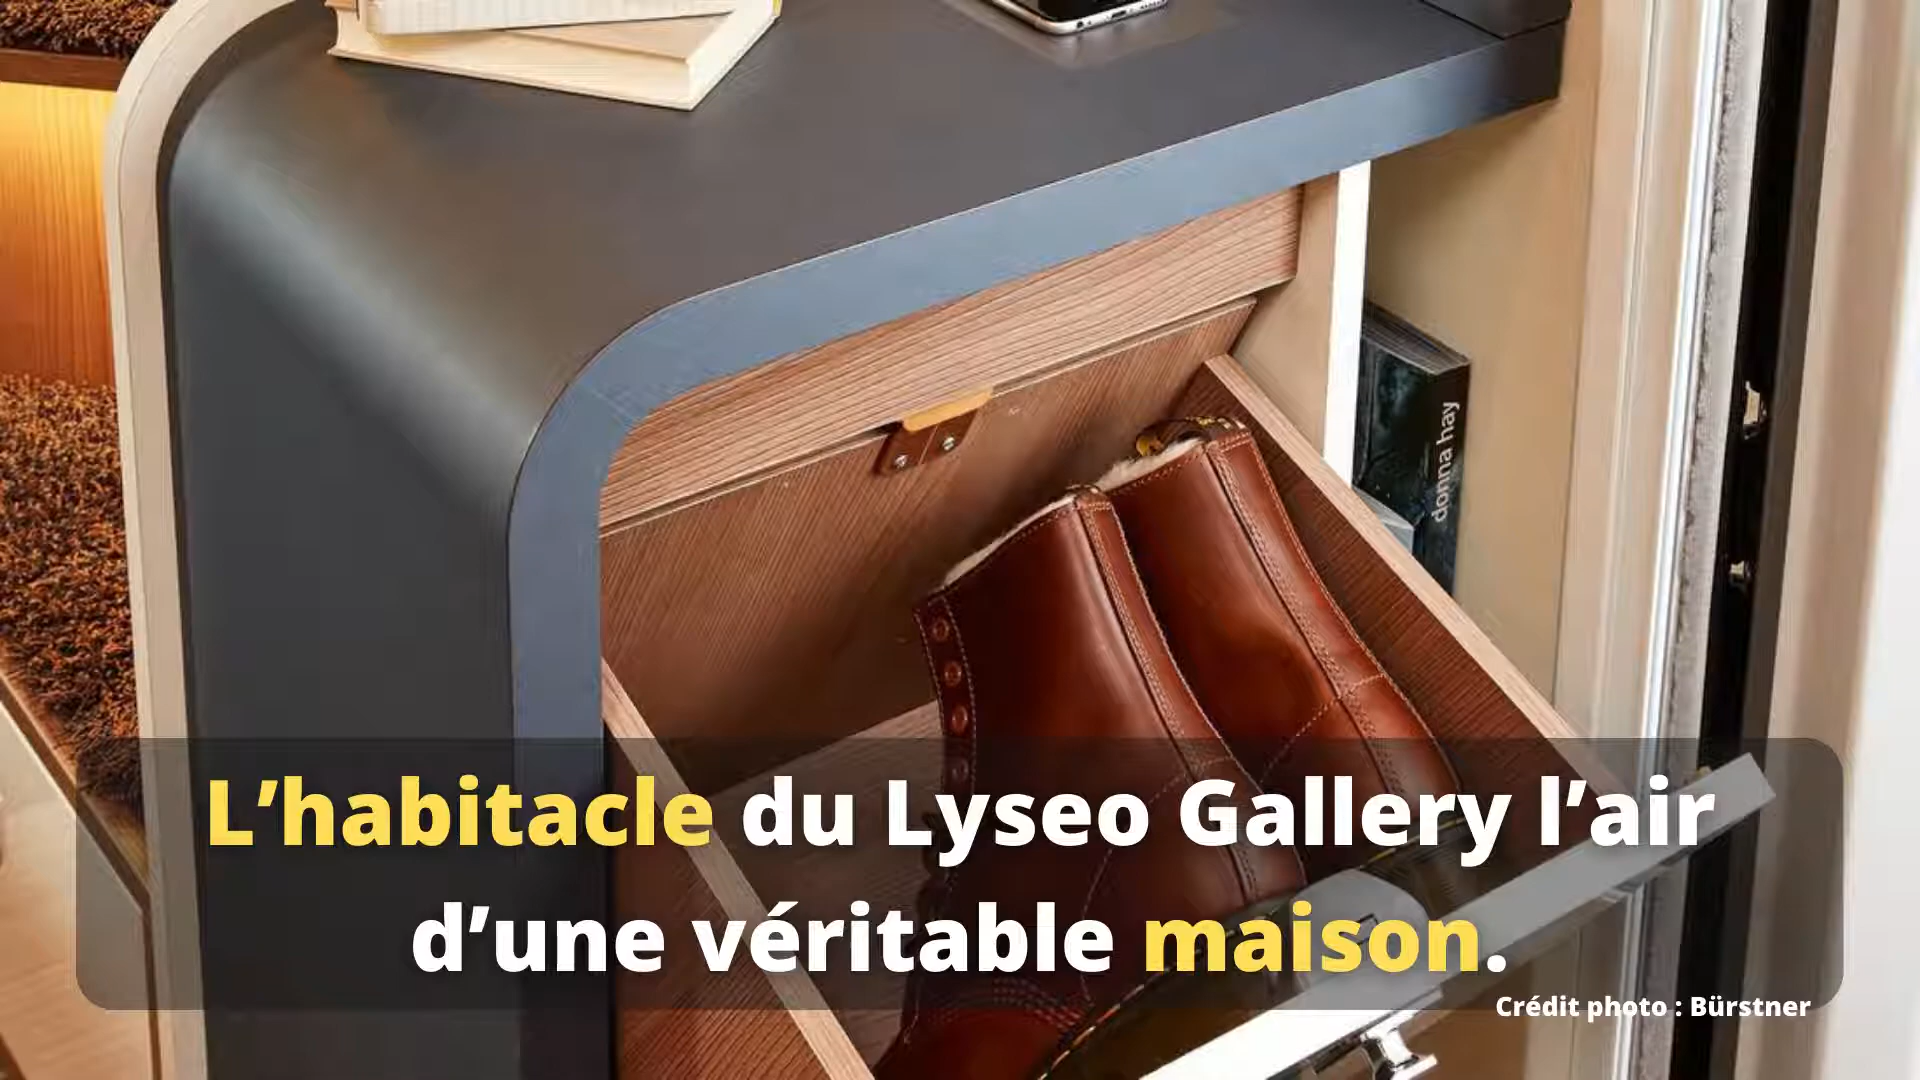 donna hay
L’habitacle du Lyseo Gallery l’air
d’une véritable maison.
Crédit photo : Bürstner